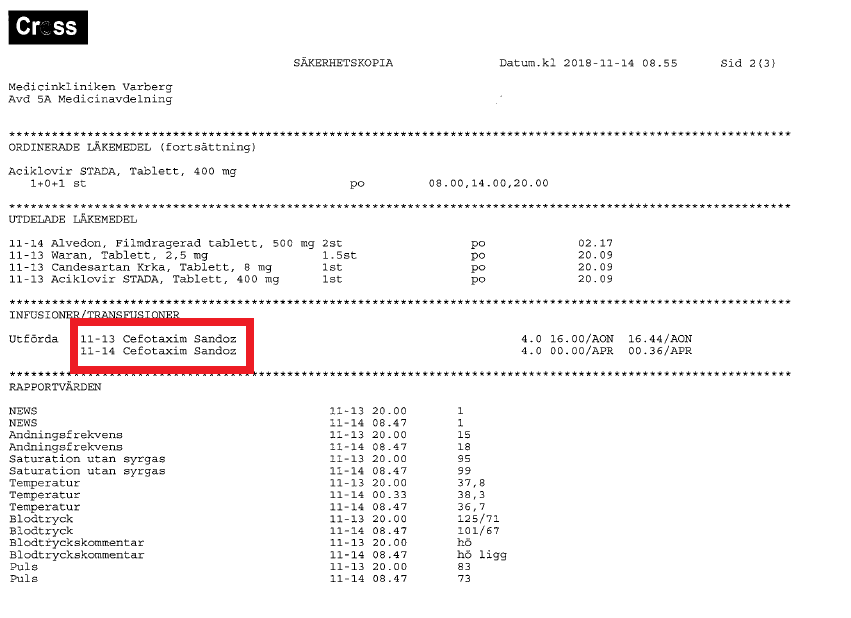 Cross
SÄKERHETSKOPIA Datum.kl 2018-11-14 08.55 Sid 2(3)
Medicinkliniken Varberg
Avd 5A Medicinavdelning
********************************************************************************************************************
ORDINERADE LÄKEMEDEL (fortsättning)
Aciklovir STADA, Tablett, 400 mg
1+0+1 st po 08.00,14.00,20.00
********************************************************************************************************************
UTDELADE LÄKEMEDEL
11-14 Alvedon, Filmdragerad tablett, 500 mg 2st po 02.17
11-13 Waran, Tablett, 2,5 mg 1.5st po 20.09
11-13 Candesartan Krka, Tablett, 8 mg 1st po 20.09
11-13 Aciklovir STADA, Tablett, 400 mg 1st po 20.09
********************************************************************************************************************
INFUSIONER/TRANSFUSIONER
Utförda 11-13 Cefotaxim Sandoz 4.0 16.00/AON 16.44/AON
11-14 Cefotaxim Sandoz 4.0 00.00/APR 00.36/APR
********************************************************************************************************************
RAPPORTVÄRDEN
NEWS 11-13 20.00 1
NEWS 11-14 08.47 1
Andningsfrekvens 11-13 20.00 15
Andningsfrekvens 11-14 08.47 18
Saturation utan syrgas 11-13 20.00 95
Saturation utan syrgas 11-14 08.47 99
Temperatur 11-13 20.00 37,8
Temperatur 11-14 00.33 38,3
Temperatur 11-14 08.47 36,7
Blodtryck 11-13 20.00 125/71
Blodtryck 11-14 08.47 101/67
Blodtryckskommentar 11-13 20.00 hö
Blodtryckskommentar 11-14 08.47 hö ligg
Puls 11-13 20.00 83
Puls 11-14 08.47 73